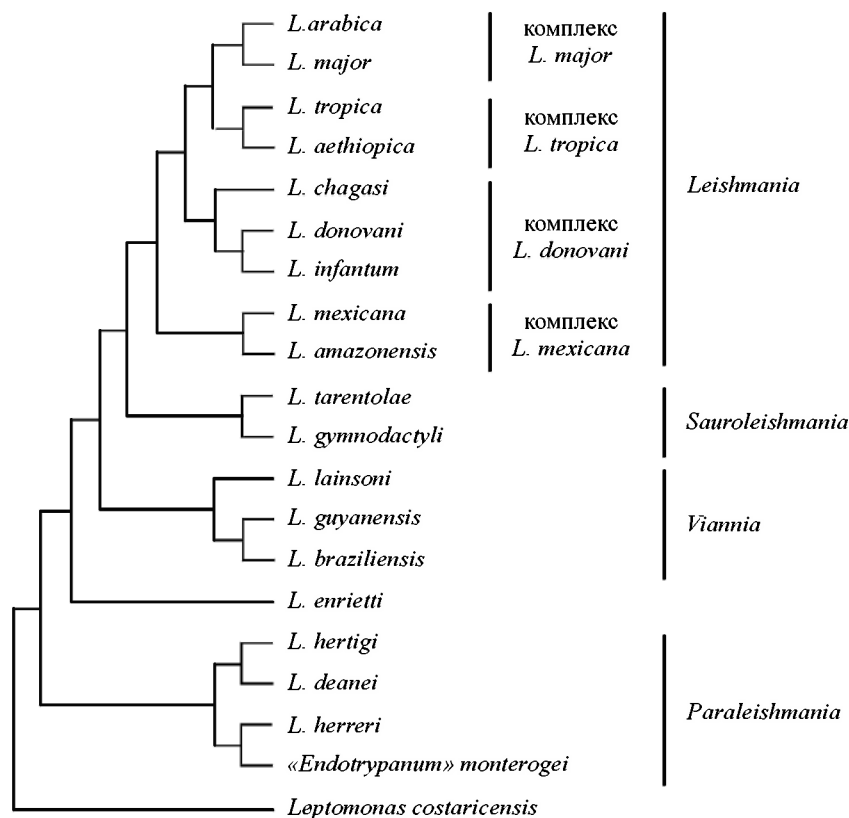 L.arabica
L. major
комплекс
L. major
L. tropica
L. aethiopica
комплекс
L. tropica
L. chagasi
L. donovani
L. infantum
комплекс
L. donovani
L. mexicana
L. amazonensis
комплекс
L. mexicana
Leishmania
L. tarentolae
L. gymnodactyli
Sauroleishmania
L. lainsoni
L. guyanensis
L. braziliensis
Viannia
L. enrietti
L. hertigi
L. deanei
L. herreri
«Endotrypanum» monterogei
Paraleishmania
Leptomonas costaricensis